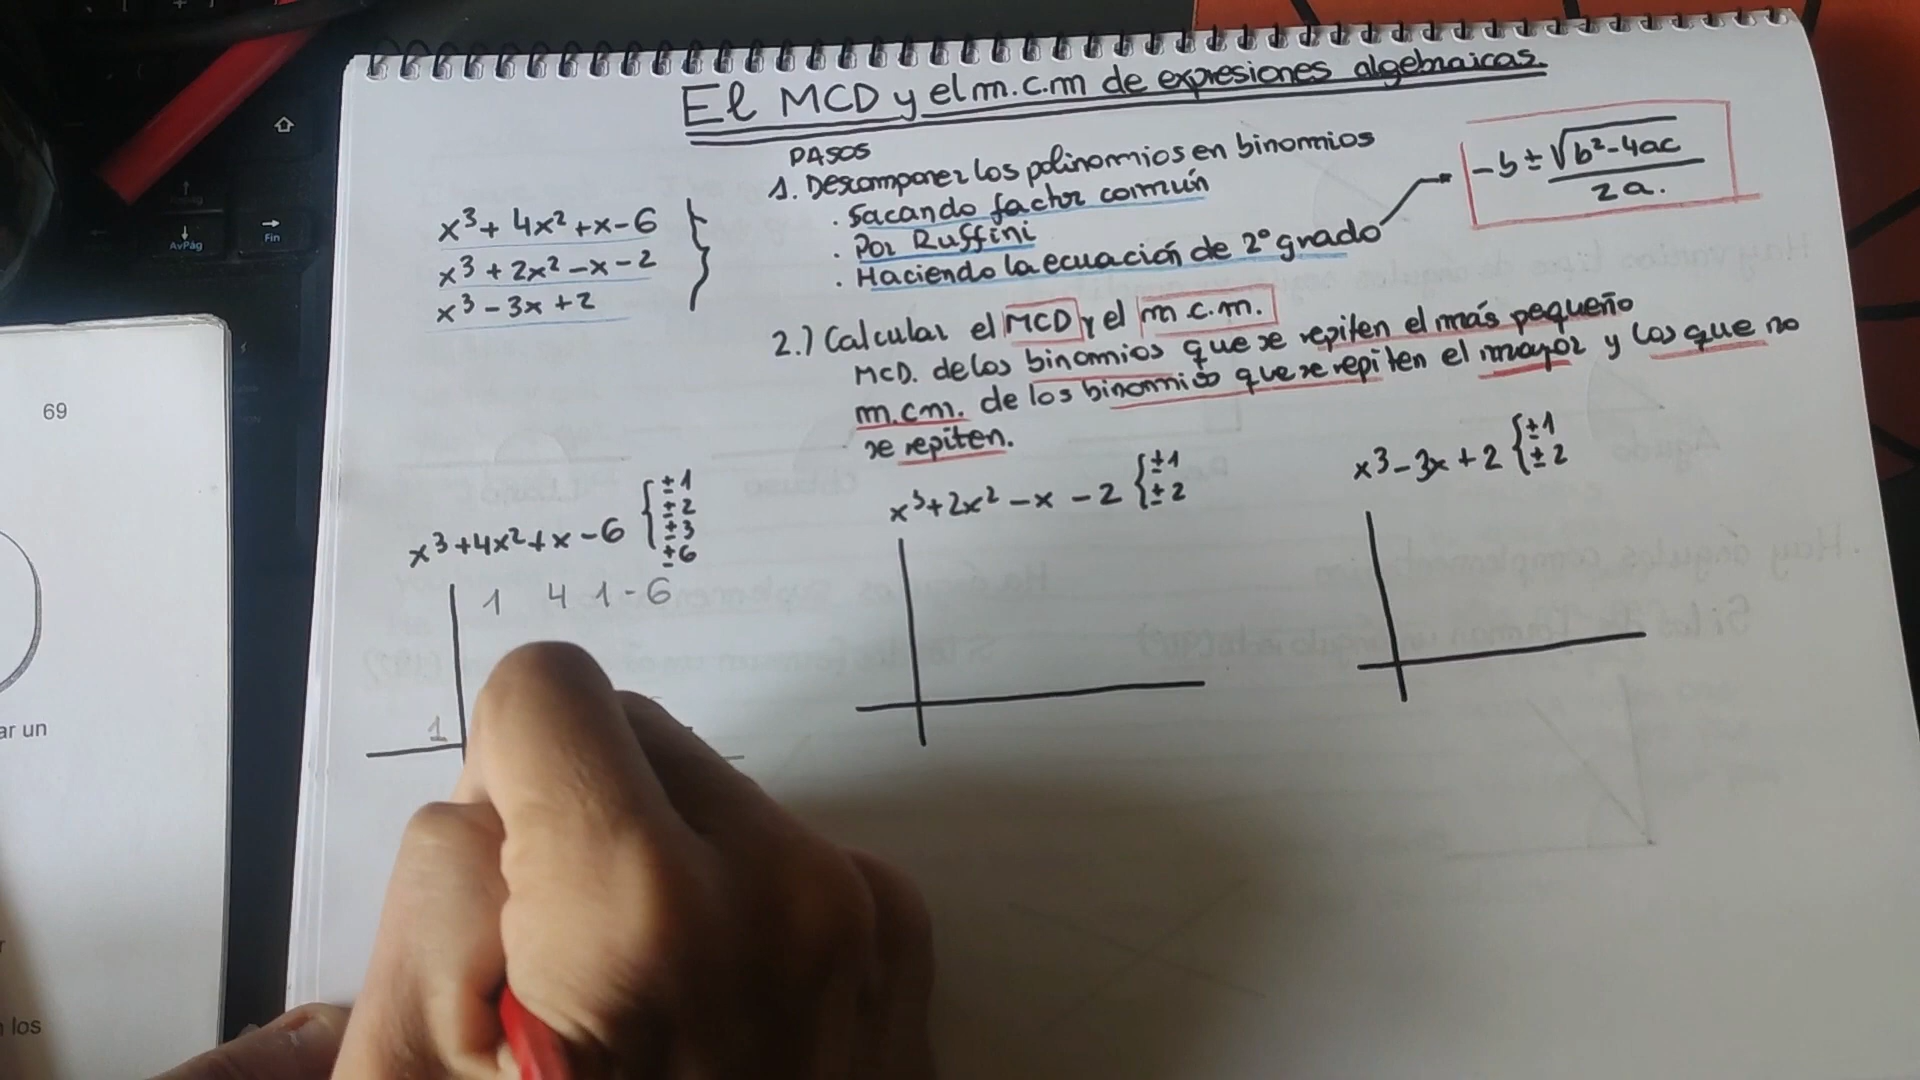 El MCD y el m.c.m de expresiones algebraicas.
PASOS
1. Descomponer los polinomios en binomios
. Sacando factor común
. Por Ruffini
. Haciendo la ecuación de 2º grado
-b ± √b²-4ac
2a.
x³+ 4x² +x-6
x³ + 2x² -x-2
x³ - 3x +2
2.) Calcular el MCD y el m.c.m.
MCD. de los binomios que se repiten el más pequeño
m.cm. de los binomios que se repiten el mayor y los que no
se repiten.
x³+4x²+x-6 { ±1
±2
±3
±6
1 4 1 -6
1
x³+2x² -x -2 { ±1
±2
x³-3x+2 { ±1
±2
69
ar un
los
Fin
AvPág